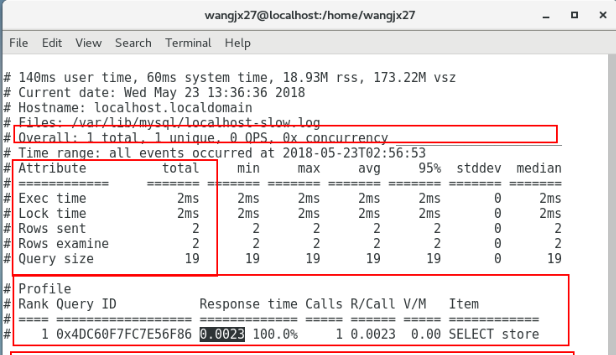 wangjx27@localhost:/home/wangjx27
File Edit View Search Terminal Help
# 140ms user time, 60ms system time, 18.93M rss, 173.22M vsz
# Current date: Wed May 23 13:36:36 2018
# Hostname: localhost.localdomain
# Files: /var/lib/mysql/localhost-slow.log
# Overall: 1 total, 1 unique, 0 QPS, 0x concurrency
# Time range: all events occurred at 2018-05-23T02:56:53
# Attribute total min max avg 95% stddev median
# ============ ======= ======= ======= ======= ======= ======= =======
# Exec time 2ms 2ms 2ms 2ms 2ms 0 2ms
# Lock time 2ms 2ms 2ms 2ms 2ms 0 2ms
# Rows sent 2 2 2 2 2 0 2
# Rows examine 2 2 2 2 2 0 2
# Query size 19 19 19 19 19 0 19
# Profile
# Rank Query ID Response time Calls R/Call V/M Item
# ==== ================== ============= ===== ====== ===== ============
# 1 0x4DC60F7FC7E56F86 0.0023 100.0% 1 0.0023 0.00 SELECT store